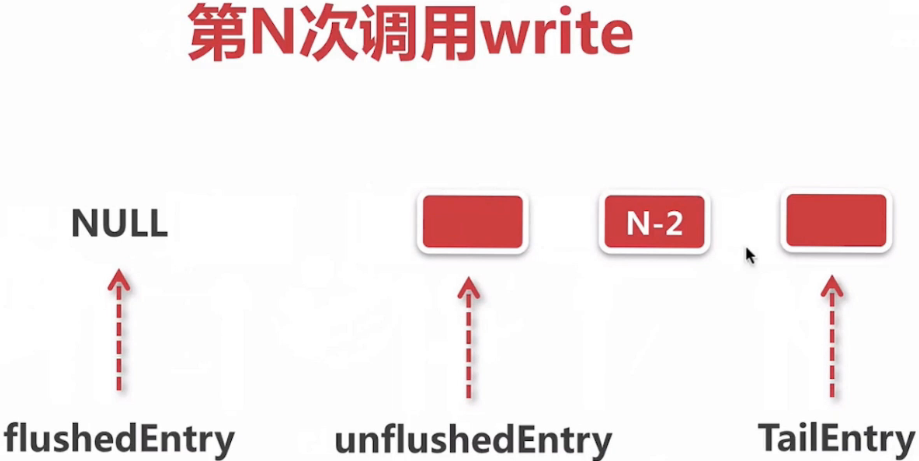 第N次调用write
NULL
N-2
flushedEntry
unflushedEntry
TailEntry